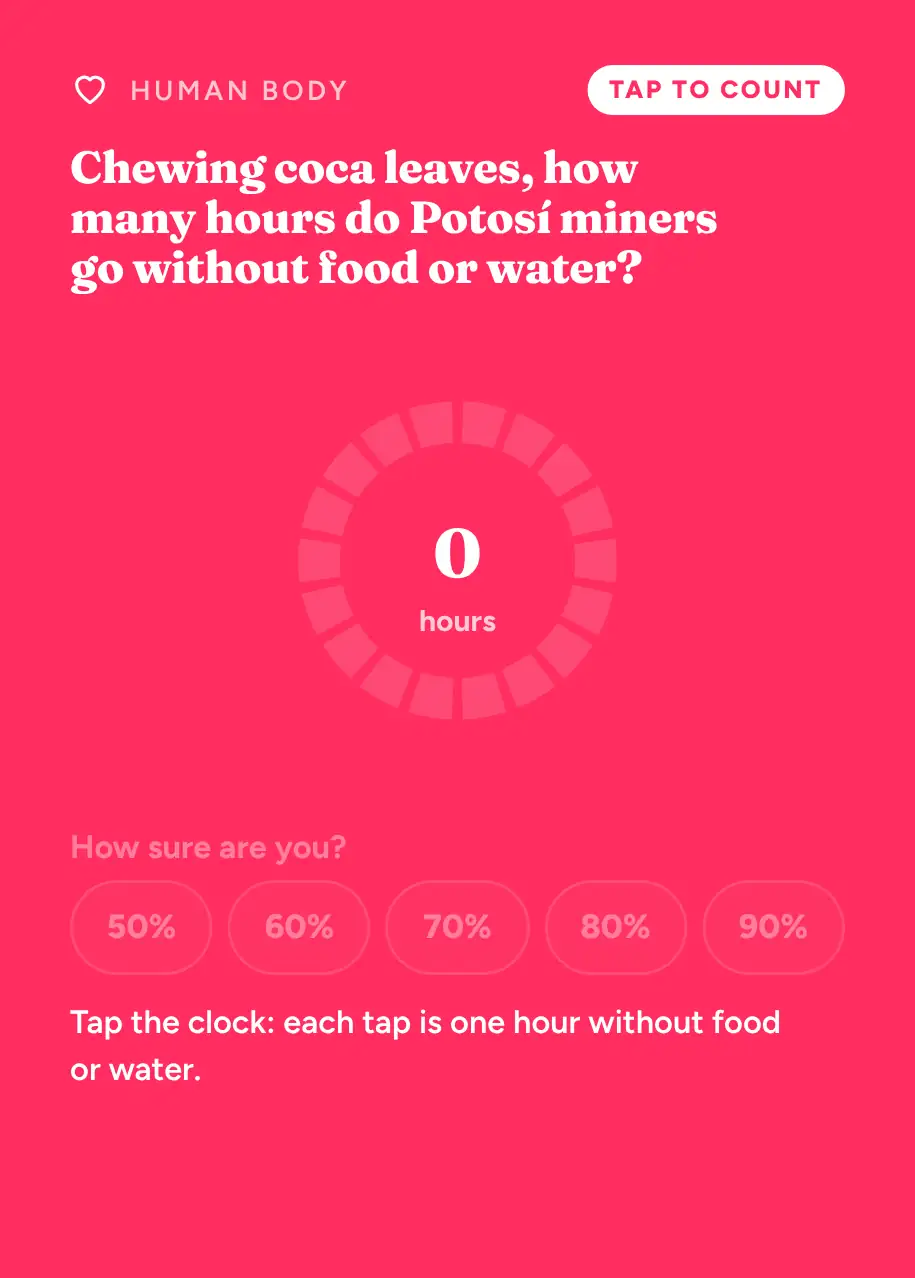 HUMAN BODY
TAP TO COUNT
Chewing coca leaves, how
many hours do Potosí miners
go without food or water?
0
hours
How sure are you?
50% 60% 70% 80% 90%
Tap the clock: each tap is one hour without food
or water.